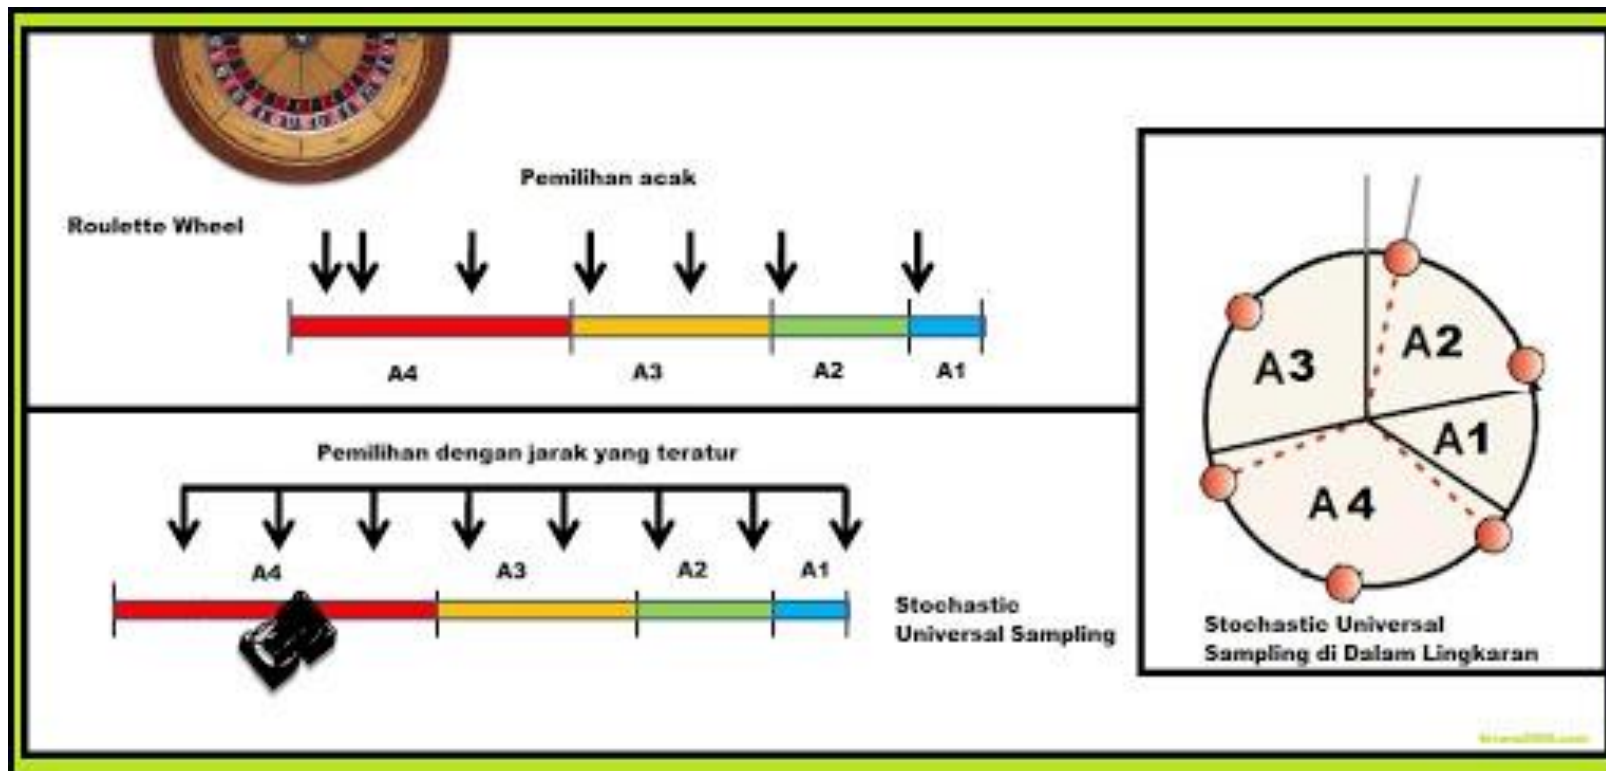 Pemilihan acak
Roulette Wheel
A4
A3
A2
A1
Pemilihan dengan jarak yang teratur
A4
A3
A2
A1
Stochastic
Universal Sampling
A3
A2
A1
A4
Stochastic Universal
Sampling di Dalam Lingkaran